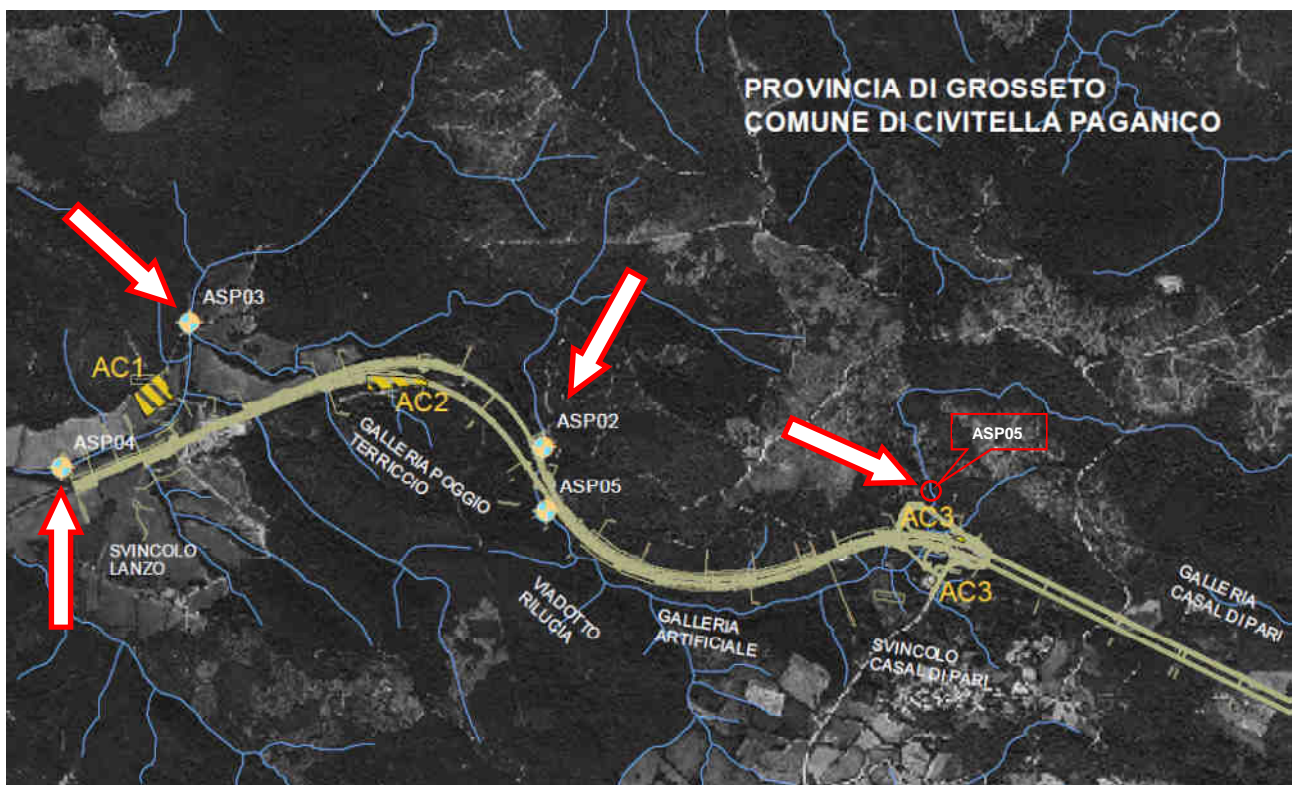 PROVINCIA DI GROSSETO
COMUNE DI CIVITELLA PAGANICO
ASP03
AC1
AC2
ASP02
ASP04
ASP05
ASP05
GALLERIA POGGIO
TERRICCIO
AC3
SVINCOLO
LANZO
AC3
VIADOTTO
RILUCIA
GALLERIA
ARTIFICIALE
SVINCOLO
CASAL DI PARI
GALLERIA
CASAL DI PARI